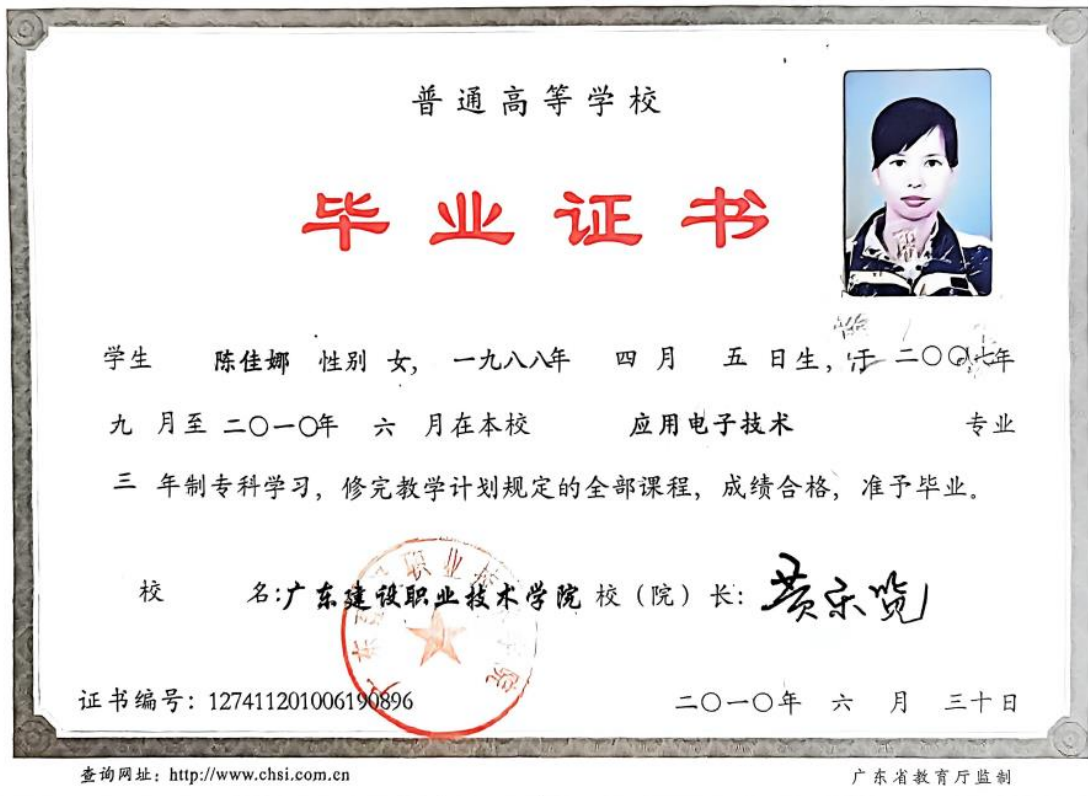 普通高等学校
毕业证书
学生 陈佳娜 性别 女，一九八八年 四月 五日生，于二〇〇七年
九 月至二〇一〇年 六 月在本校 应用电子技术 专业
三 年制专科学习，修完教学计划规定的全部课程，成绩合格，准予毕业。
校 名:广东建设职业技术学院 校（院）长:
证书编号：127411201006190896 二〇一〇年 六 月 三十日
查询网址：http://www.chsi.com.cn 广东省教育厅监制